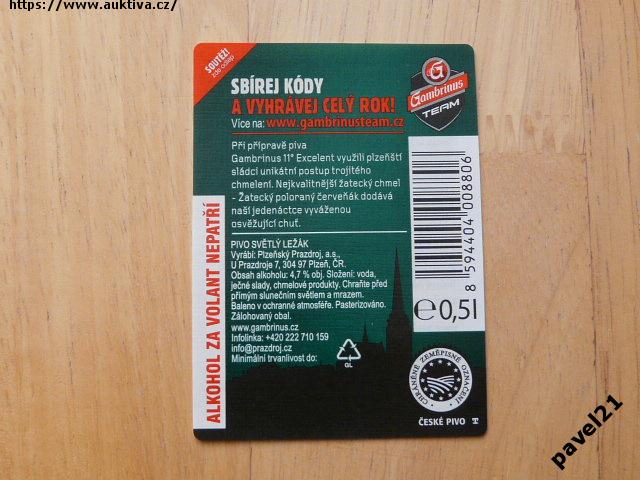 https://www.auktiva.cz/
SOUTĚŽ!
zde odlep
SBÍREJ KÓDY
A VYHRÁVEJ CELÝ ROK!
Více na: www.gambrinusteam.cz
G
Gambrinus
TEAM
Při přípravě piva
Gambrinus 11° Excelent využili plzeňští
sládci unikátní postup trojitého
chmelení. Nejkvalitnější žatecký chmel
- Žatecký poloraný červeňák dodává
naší jedenáctce vyváženou
osvěžující chuť.
PIVO SVĚTLÝ LEŽÁK
Vyrábí: Plzeňský Prazdroj, a.s.,
U Prazdroje 7, 304 97 Plzeň, ČR.
Obsah alkoholu: 4,7 % obj. Složení: voda,
ječné slady, chmelové produkty. Chraňte před
přímým slunečním světlem a mrazem.
Baleno v ochranné atmosféře. Pasterizováno.
Zálohovaný obal.
www.gambrinus.cz
Infolinka: +420 222 710 159
info@prazdroj.cz
Minimální trvanlivost do:
GL
ALKOHOL ZA VOLANT NEPATŘÍ
8 594404 008806
e 0,5l
CHRÁNĚNÉ ZEMĚPISNÉ OZNAČENÍ
ČESKÉ PIVO T
pavel21